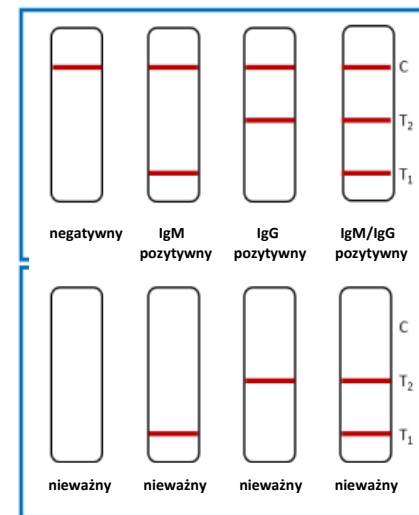 C
T₂
T₁
negatywny IgM pozytywny IgG pozytywny IgM/IgG pozytywny
C
T₂
T₁
nieważny nieważny nieważny nieważny